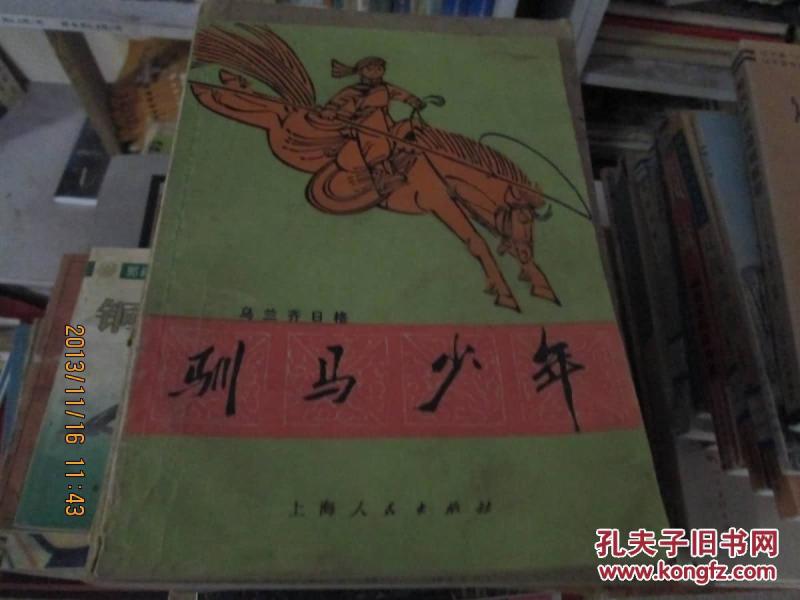 乌兰齐日格
驯马少年
上海人民出版社
2013/11/16 11:43
孔夫子旧书网
www.kongfz.com